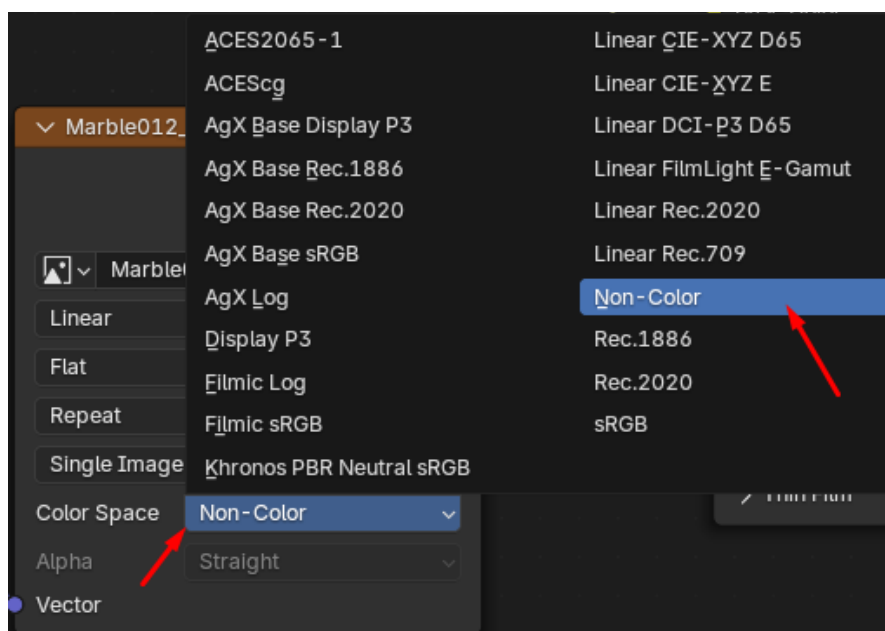 ACES2065-1
ACEScg
AgX Base Display P3
AgX Base Rec.1886
AgX Base Rec.2020
AgX Base sRGB
AgX Log
Display P3
Filmic Log
Filmic sRGB
Khronos PBR Neutral sRGB
Linear CIE-XYZ D65
Linear CIE-XYZ E
Linear DCI-P3 D65
Linear FilmLight E-Gamut
Linear Rec.2020
Linear Rec.709
Non-Color
Rec.1886
Rec.2020
sRGB
Marble012_
Linear
Flat
Repeat
Single Image
Color Space Non-Color
Alpha Straight
Vector
Thin Film